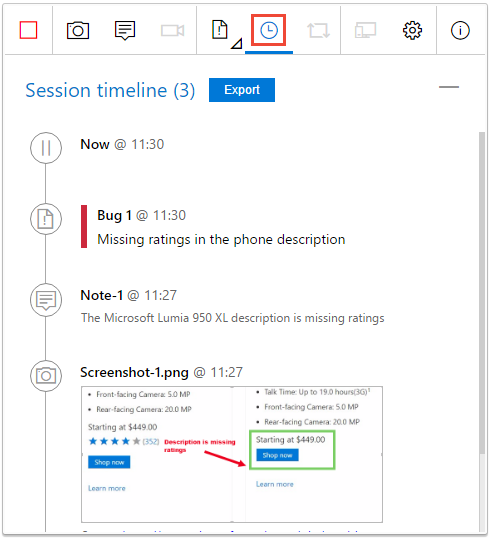 Session timeline (3)
Export
Now @ 11:30
Bug 1 @ 11:30
Missing ratings in the phone description
Note-1 @ 11:27
The Microsoft Lumia 950 XL description is missing ratings
Screenshot-1.png @ 11:27
• Front-facing Camera: 5.0 MP
• Rear-facing Camera: 20.0 MP
Starting at $449.00
(352)
Shop now
Learn more
Description is missing
ratings
• Talk Time: Up to 19.0 hours(3G)¹
• Front-facing Camera: 5.0 MP
• Rear-facing Camera: 20.0 MP
Starting at $449.00
Shop now
Learn more